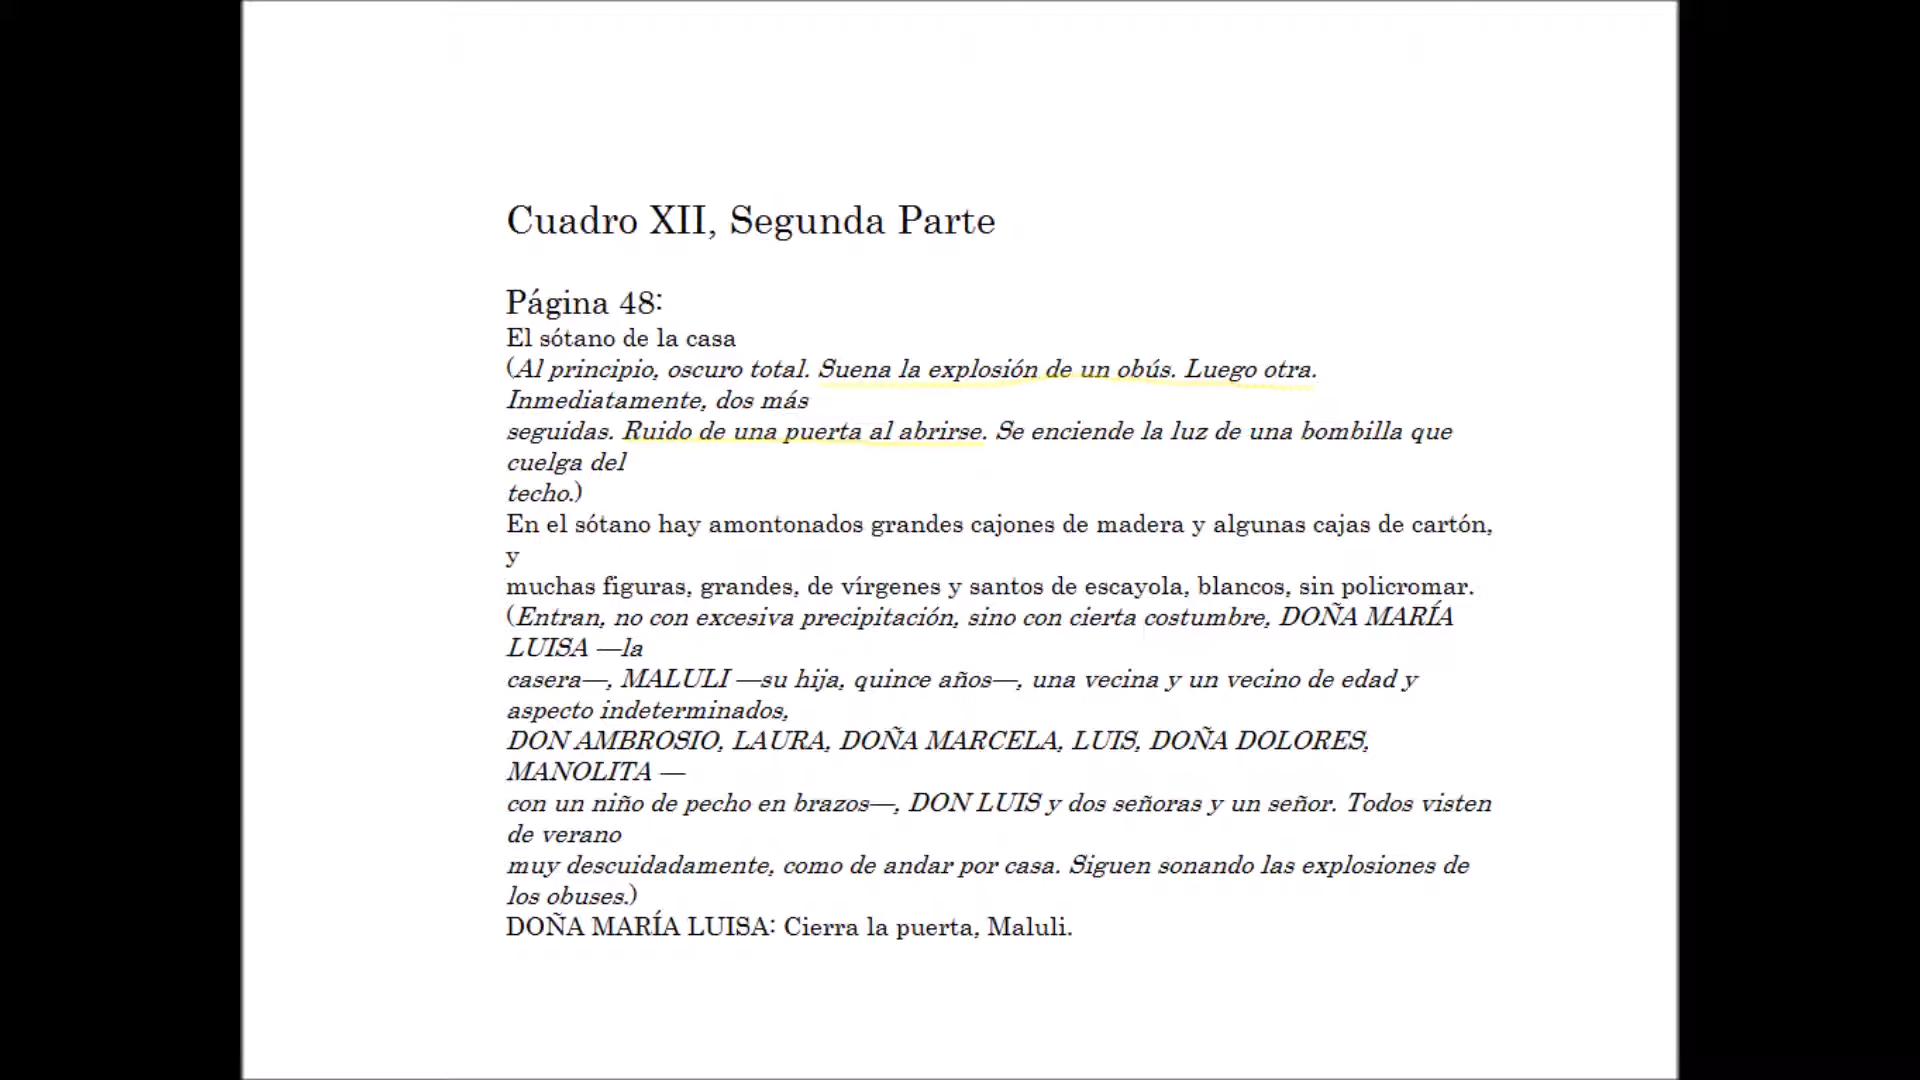 Cuadro XII, Segunda Parte
Página 48:
El sótano de la casa
(Al principio, oscuro total. Suena la explosión de un obús. Luego otra.
Inmediatamente, dos más
seguidas. Ruido de una puerta al abrirse. Se enciende la luz de una bombilla que
cuelga del
techo.)
En el sótano hay amontonados grandes cajones de madera y algunas cajas de cartón,
y
muchas figuras, grandes, de vírgenes y santos de escayola, blancos, sin policromar.
(Entran, no con excesiva precipitación, sino con cierta costumbre, DOÑA MARÍA
LUISA —la
casera—, MALULI —su hija, quince años—, una vecina y un vecino de edad y
aspecto indeterminados,
DON AMBROSIO, LAURA, DOÑA MARCELA, LUIS, DOÑA DOLORES,
MANOLITA —
con un niño de pecho en brazos—, DON LUIS y dos señoras y un señor. Todos visten
de verano
muy descuidadamente, como de andar por casa. Siguen sonando las explosiones de
los obuses.)
DOÑA MARÍA LUISA: Cierra la puerta, Maluli.